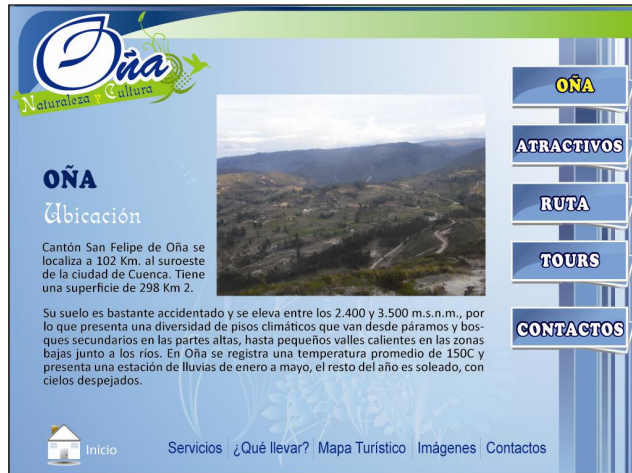 Oña
Naturaleza y Cultura
OÑA
ATRACTIVOS
RUTA
TOURS
CONTACTOS
OÑA
Ubicación
Cantón San Felipe de Oña se
localiza a 102 Km. al suroeste
de la ciudad de Cuenca. Tiene
una superficie de 298 Km 2.
Su suelo es bastante accidentado y se eleva entre los 2.400 y 3.500 m.s.n.m., por
lo que presenta una diversidad de pisos climáticos que van desde páramos y bos-
ques secundarios en las partes altas, hasta pequeños valles calientes en las zonas
bajas junto a los ríos. En Oña se registra una temperatura promedio de 150C y
presenta una estación de lluvias de enero a mayo, el resto del año es soleado, con
cielos despejados.
Inicio
Servicios ¿Qué llevar? Mapa Turístico Imágenes Contactos